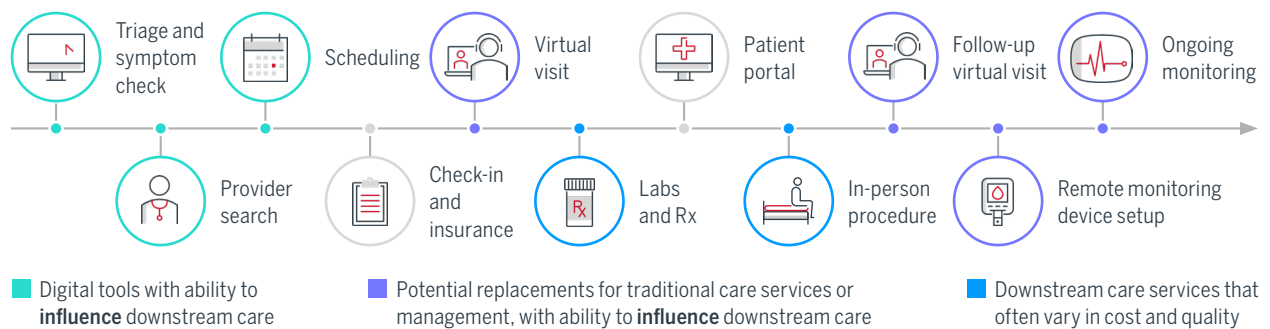 Triage and
symptom
check
Scheduling
Virtual
visit
Patient
portal
Follow-up
virtual visit
Ongoing
monitoring
Provider
search
Check-in
and
insurance
Rx
Labs
and Rx
In-person
procedure
Remote monitoring
device setup
Digital tools with ability to
influence downstream care
Potential replacements for traditional care services or
management, with ability to influence downstream care
Downstream care services that
often vary in cost and quality